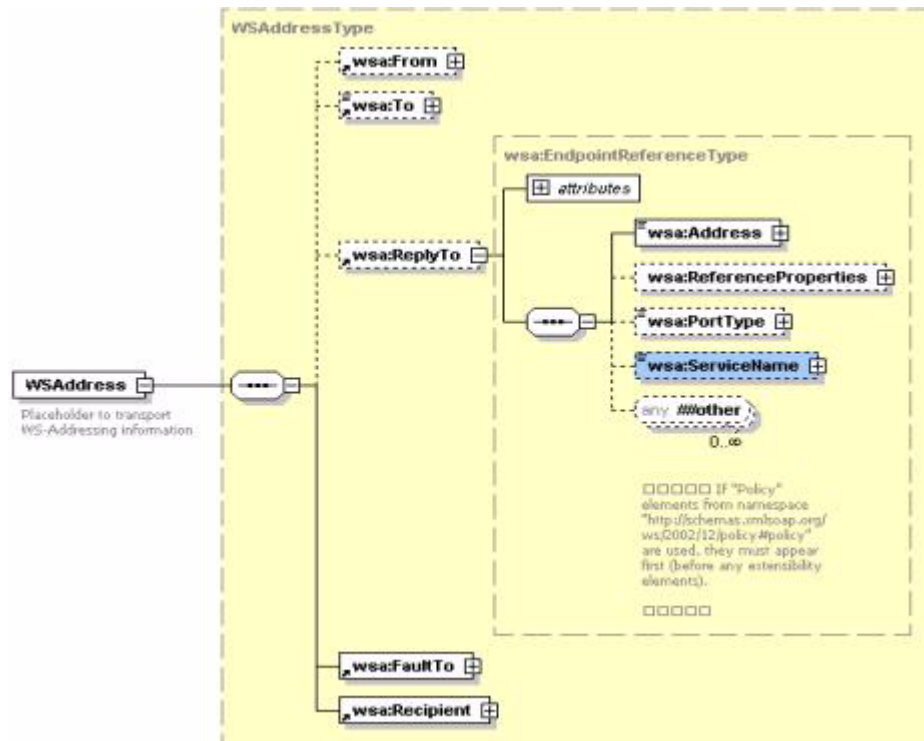 WSAddressType
wsa:From
wsa:To
wsa:EndpointReferenceType
attributes
wsa:Address
wsa:ReplyTo
wsa:ReferenceProperties
wsa:PortType
wsa:ServiceName
WSAddress
Placeholder to transport
WS-Addressing information
any ##other
0..∞
□□□□□ If "Policy"
elements from namespace
"http://schemas.xmlsoap.org/
ws/2002/12/policy#policy"
are used, they must appear
first (before any extensibility
elements).
□□□□□
wsa:FaultTo
wsa:Recipient